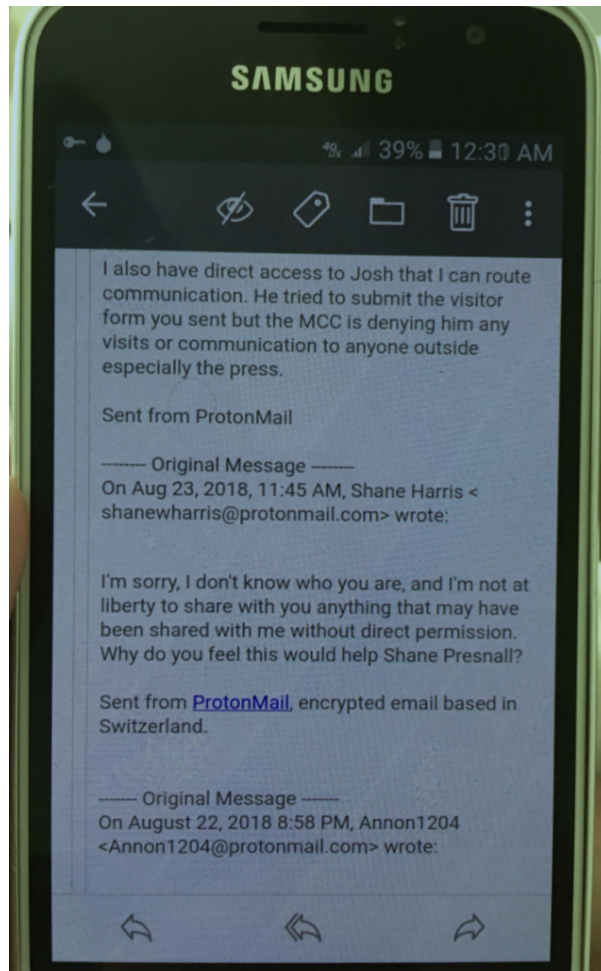 SAMSUNG
39% 12:30 AM
I also have direct access to Josh that I can route
communication. He tried to submit the visitor
form you sent but the MCC is denying him any
visits or communication to anyone outside
especially the press.
Sent from ProtonMail
-------- Original Message --------
On Aug 23, 2018, 11:45 AM, Shane Harris <
shanewharris@protonmail.com> wrote:
I'm sorry, I don't know who you are, and I'm not at
liberty to share with you anything that may have
been shared with me without direct permission.
Why do you feel this would help Shane Presnall?
Sent from ProtonMail, encrypted email based in
Switzerland.
------- Original Message -------
On August 22, 2018 8:58 PM, Annon1204
<Annon1204@protonmail.com> wrote: